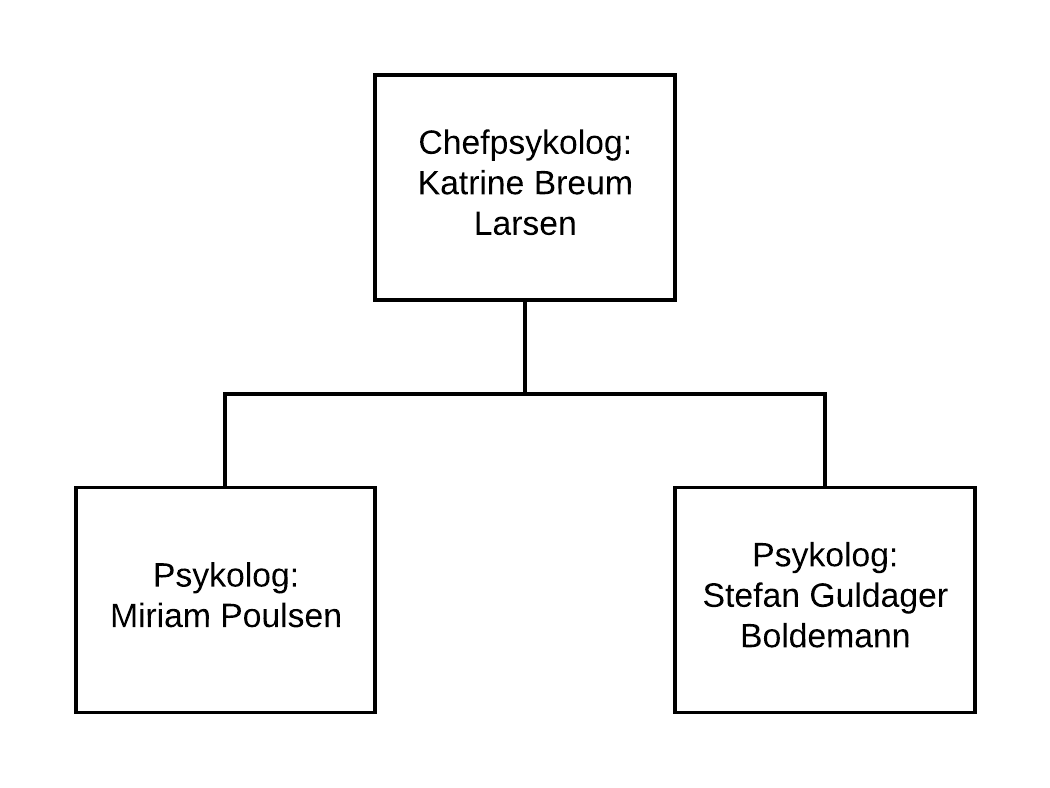 Chefpsykolog:
Katrine Breum
Larsen
Psykolog:
Miriam Poulsen
Psykolog:
Stefan Guldager
Boldemann